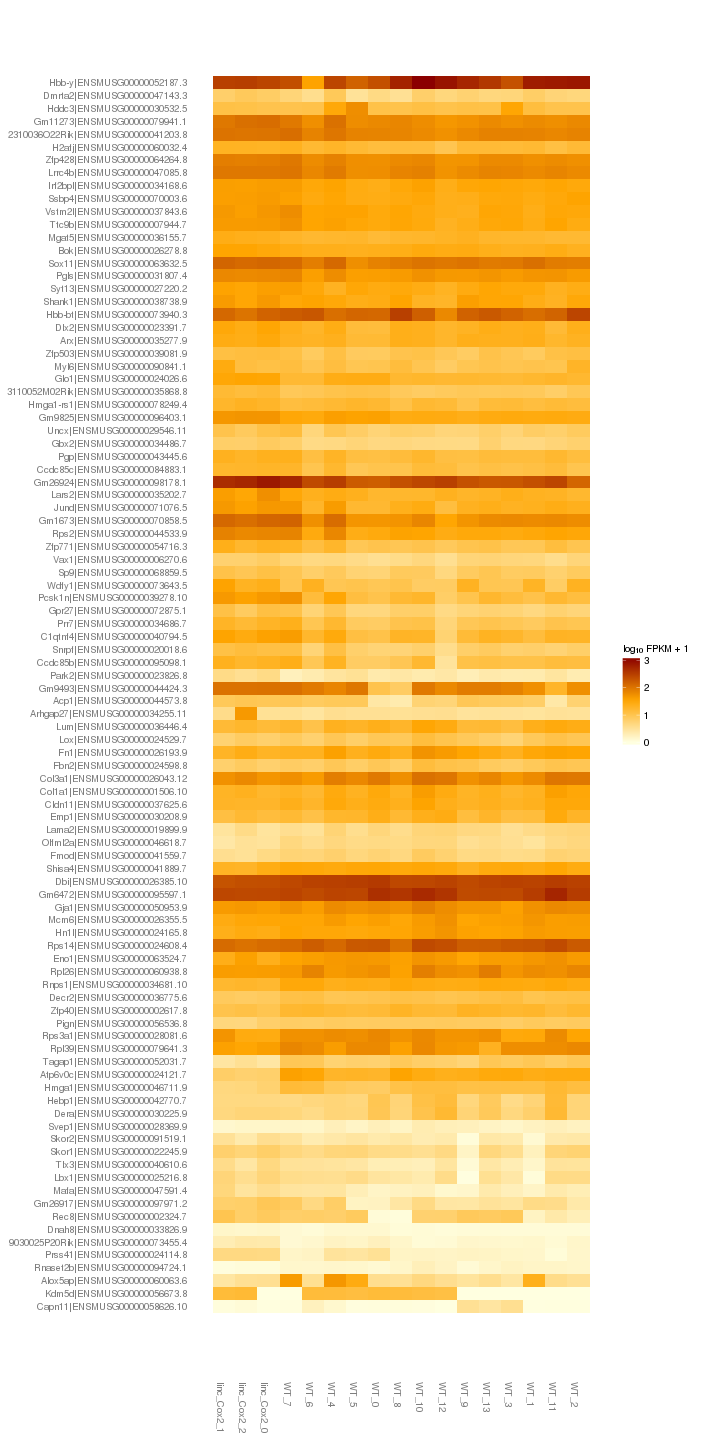 Hbb-y|ENSMUSG00000052187.3
Dmrta2|ENSMUSG00000047143.3
Hddc3|ENSMUSG00000030532.5
Gm11273|ENSMUSG00000079941.1
2310036O22Rik|ENSMUSG00000041203.8
H2afj|ENSMUSG00000060032.4
Zfp428|ENSMUSG00000064264.8
Lrrc4b|ENSMUSG00000047085.8
Irf2bpl|ENSMUSG00000034168.6
Ssbp4|ENSMUSG00000070003.6
Vstm2l|ENSMUSG00000037843.6
Ttc9b|ENSMUSG00000007944.7
Mgat5|ENSMUSG00000036155.7
Bok|ENSMUSG00000026278.8
Sox11|ENSMUSG00000063632.5
Pgls|ENSMUSG00000031807.4
Syt13|ENSMUSG00000027220.2
Shank1|ENSMUSG00000038738.9
Hbb-bt|ENSMUSG00000073940.3
Dlx2|ENSMUSG00000023391.7
Arx|ENSMUSG00000035277.9
Zfp503|ENSMUSG00000039081.9
Myl6|ENSMUSG00000090841.1
Glo1|ENSMUSG00000024026.6
3110052M02Rik|ENSMUSG00000035868.8
Hmga1-rs1|ENSMUSG00000078249.4
Gm9825|ENSMUSG00000096403.1
Uncx|ENSMUSG00000029546.11
Gbx2|ENSMUSG00000034486.7
Pgp|ENSMUSG00000043445.6
Ccdc85c|ENSMUSG00000084883.1
Gm26924|ENSMUSG00000098178.1
Lars2|ENSMUSG00000035202.7
Jund|ENSMUSG00000071076.5
Gm1673|ENSMUSG00000070858.5
Rps2|ENSMUSG00000044533.9
Zfp771|ENSMUSG00000054716.3
Vax1|ENSMUSG00000006270.6
Sp9|ENSMUSG00000068859.5
Wdfy1|ENSMUSG00000073643.5
Pcsk1n|ENSMUSG00000039278.10
Gpr27|ENSMUSG00000072875.1
Prr7|ENSMUSG00000034686.7
C1qtnf4|ENSMUSG00000040794.5
Snrpf|ENSMUSG00000020018.6
Ccdc85b|ENSMUSG00000095098.1
Park2|ENSMUSG00000023826.8
Gm9493|ENSMUSG00000044424.3
Acp1|ENSMUSG00000044573.8
Arhgap27|ENSMUSG00000034255.11
Lum|ENSMUSG00000036446.4
Lox|ENSMUSG00000024529.7
Fn1|ENSMUSG00000026193.9
Fbn2|ENSMUSG00000024598.8
Col3a1|ENSMUSG00000026043.12
Col1a1|ENSMUSG00000001506.10
Cldn11|ENSMUSG00000037625.6
Emp1|ENSMUSG00000030208.9
Lama2|ENSMUSG00000019899.9
Olfml2a|ENSMUSG00000046618.7
Fmod|ENSMUSG00000041559.7
Shisa4|ENSMUSG00000041889.7
Dbi|ENSMUSG00000026385.10
Gm6472|ENSMUSG00000095597.1
Gja1|ENSMUSG00000050953.9
Mcm6|ENSMUSG00000026355.5
Hn1l|ENSMUSG00000024165.8
Rps14|ENSMUSG00000024608.4
Eno1|ENSMUSG00000063524.7
Rpl26|ENSMUSG00000060938.8
Rnps1|ENSMUSG00000034681.10
Decr2|ENSMUSG00000036775.6
Zfp40|ENSMUSG00000002617.8
Pign|ENSMUSG00000056536.8
Rps3a1|ENSMUSG00000028081.6
Rpl39|ENSMUSG00000079641.3
Tagap1|ENSMUSG00000052031.7
Atp6v0c|ENSMUSG00000024121.7
Hmga1|ENSMUSG00000046711.9
Hebp1|ENSMUSG00000042770.7
Dera|ENSMUSG00000030225.9
Svep1|ENSMUSG00000028369.9
Skor2|ENSMUSG00000091519.1
Skor1|ENSMUSG00000022245.9
Tlx3|ENSMUSG00000040610.6
Lbx1|ENSMUSG00000025216.8
Mafa|ENSMUSG00000047591.4
Gm26917|ENSMUSG00000097971.2
Rec8|ENSMUSG00000002324.7
Dnah8|ENSMUSG00000033826.9
9030025P20Rik|ENSMUSG00000073455.4
Prss41|ENSMUSG00000024114.8
Rnaset2b|ENSMUSG00000094724.1
Alox5ap|ENSMUSG00000060063.6
Kdm5d|ENSMUSG00000056673.8
Capn11|ENSMUSG00000058626.10
log₁₀ FPKM + 1
3
2
1
0
linc_Cox2_1
linc_Cox2_2
linc_Cox2_0
WT_7
WT_6
WT_4
WT_5
WT_0
WT_8
WT_10
WT_12
WT_9
WT_13
WT_3
WT_1
WT_11
WT_2